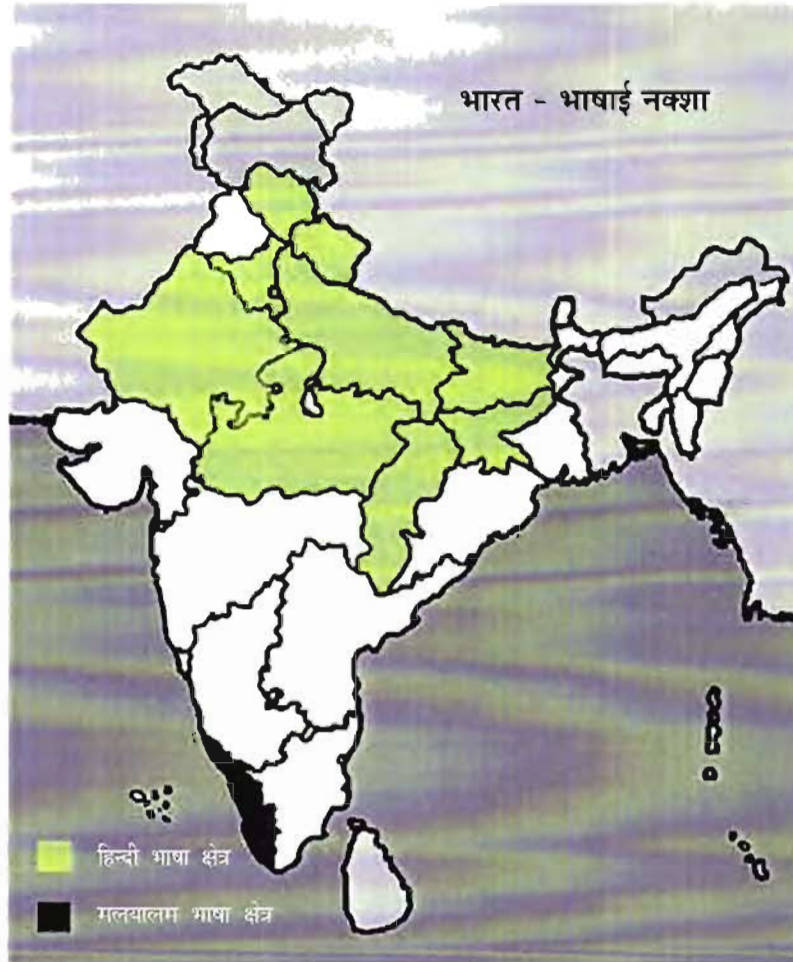 भारत - भाषाई नक्शा
हिन्दी भाषा क्षेत्र
मलयालम भाषा क्षेत्र